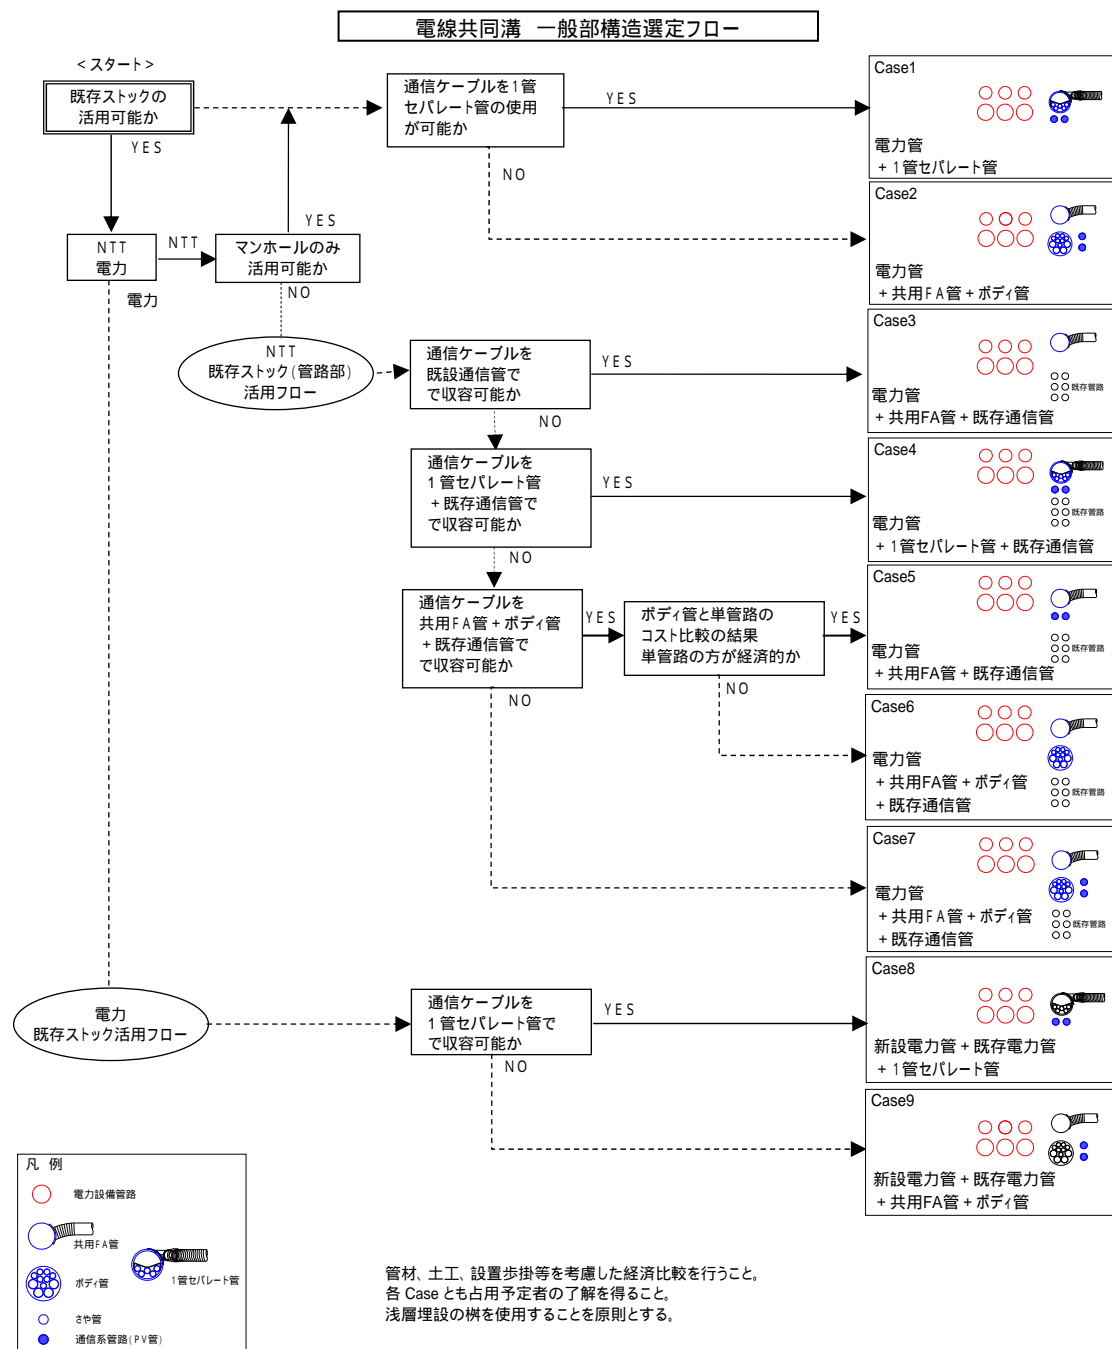 電線共同溝 一般部構造選定フロー
<スタート>
既存ストックの
活用可能か
YES
NTT
電力
NTT
電力
マンホールのみ
活用可能か
YES
NO
通信ケーブルを1管
セパレート管の使用
が可能か
YES
NO
NTT
既存ストック(管路部)
活用フロー
通信ケーブルを
既設通信管で
で収容可能か
YES
NO
通信ケーブルを
1管セパレート管
+既存通信管で
で収容可能か
YES
NO
通信ケーブルを
共用FA管+ボディ管
+既存通信管で
で収容可能か
YES
NO
ボディ管と単管路の
コスト比較の結果
単管路の方が経済的か
YES
NO
電力
既存ストック活用フロー
通信ケーブルを
1管セパレート管で
で収容可能か
YES
NO
Case1
電力管
+1管セパレート管
Case2
電力管
+共用FA管+ボディ管
Case3
既存管路
電力管
+共用FA管+既存通信管
Case4
既存管路
電力管
+1管セパレート管+既存通信管
Case5
既存管路
電力管
+共用FA管+既存通信管
Case6
電力管
+共用FA管+ボディ管
既存管路
+既存通信管
Case7
電力管
+共用FA管+ボディ管
既存管路
+既存通信管
Case8
新設電力管+既存電力管
+1管セパレート管
Case9
新設電力管+既存電力管
+共用FA管+ボディ管
凡 例
電力設備管路
共用FA管
ボディ管
1管セパレート管
さや管
通信系管路(PV管)
管材、土工、設置歩掛等を考慮した経済比較を行うこと。
各 Case とも占用予定者の了解を得ること。
浅層埋設の桝を使用することを原則とする。